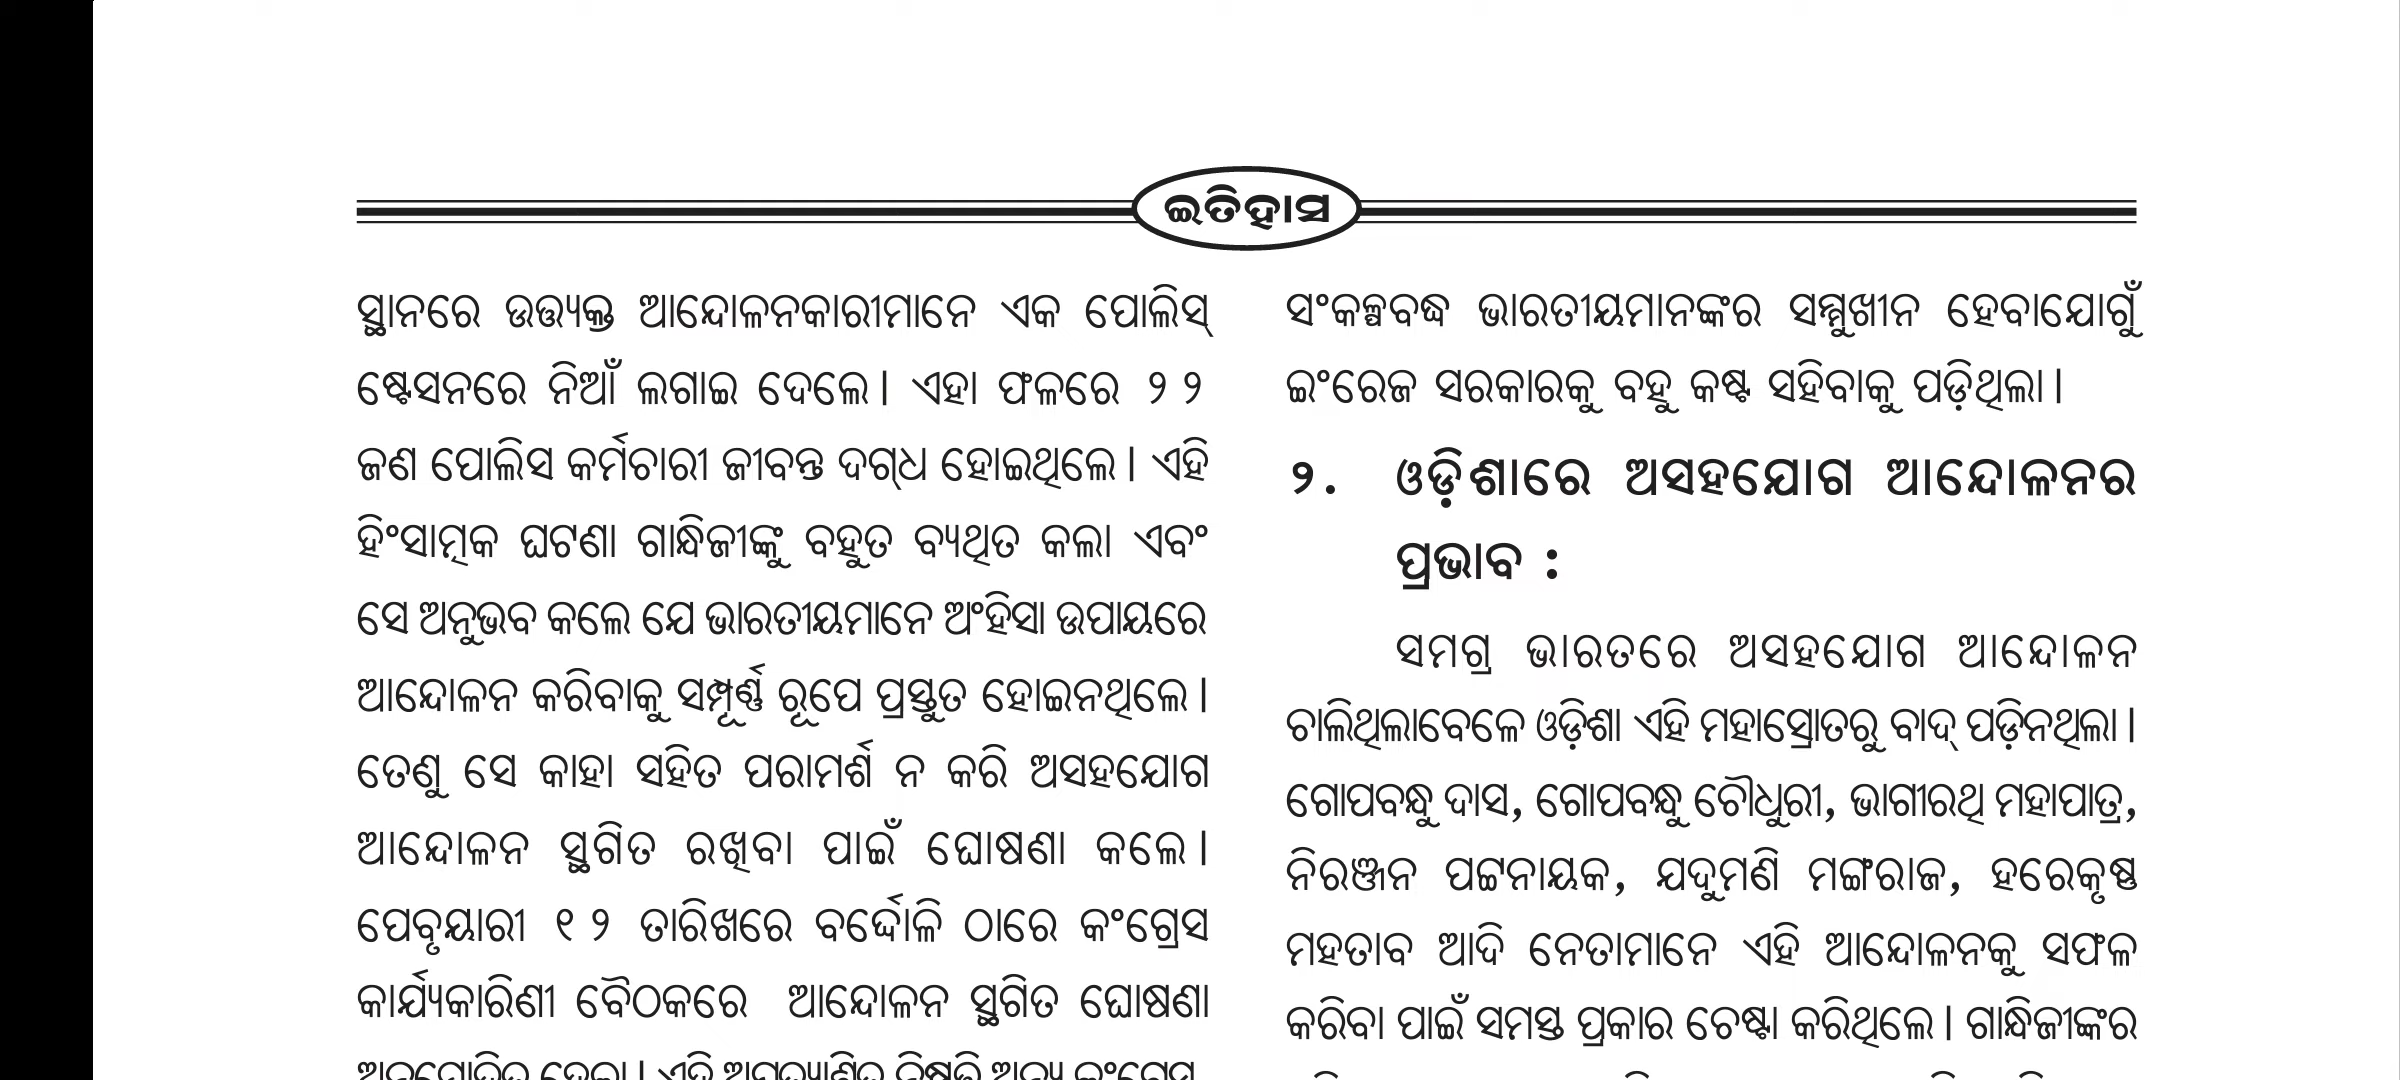 ଇତିହାସ
ସ୍ଥାନରେ ଉତ୍ତ୍ୟକ୍ତ ଆନ୍ଦୋଳନକାରୀମାନେ ଏକ ପୋଲିସ୍
ଷ୍ଟେସନରେ ନିଆଁ ଲଗାଇ ଦେଲେ। ଏହା ଫଳରେ ୨୨
ଜଣ ପୋଲିସ କର୍ମଚାରୀ ଜୀବନ୍ତ ଦଗ୍‌ଧ ହୋଇଥିଲେ। ଏହି
ହିଂସାତ୍ମକ ଘଟଣା ଗାନ୍ଧିଜୀଙ୍କୁ ବହୁତ ବ୍ୟଥିତ କଲା ଏବଂ
ସେ ଅନୁଭବ କଲେ ଯେ ଭାରତୀୟମାନେ ଅଂହିସା ଉପାୟରେ
ଆନ୍ଦୋଳନ କରିବାକୁ ସମ୍ପୂର୍ଣ୍ଣ ରୂପେ ପ୍ରସ୍ତୁତ ହୋଇନଥିଲେ।
ତେଣୁ ସେ କାହା ସହିତ ପରାମର୍ଶ ନ କରି ଅସହଯୋଗ
ଆନ୍ଦୋଳନ ସ୍ଥଗିତ ରଖିବା ପାଇଁ ଘୋଷଣା କଲେ।
ପେବୃୟାରୀ ୧୨ ତାରିଖରେ ବର୍ଦ୍ଦୋଳି ଠାରେ କଂଗ୍ରେସ
କାର୍ଯ୍ୟକାରିଣୀ ବୈଠକରେ ଆନ୍ଦୋଳନ ସ୍ଥଗିତ ଘୋଷଣା
ସଂକଳ୍ପବଦ୍ଧ ଭାରତୀୟମାନଙ୍କର ସମ୍ମୁଖୀନ ହେବାଯୋଗୁଁ
ଇଂରେଜ ସରକାରକୁ ବହୁ କଷ୍ଟ ସହିବାକୁ ପଡ଼ିଥିଲା।
୨. ଓଡ଼ିଶାରେ ଅସହଯୋଗ ଆନ୍ଦୋଳନର
ପ୍ରଭାବ :
ସମଗ୍ର ଭାରତରେ ଅସହଯୋଗ ଆନ୍ଦୋଳନ
ଚାଲିଥିଲାବେଳେ ଓଡ଼ିଶା ଏହି ମହାସ୍ରୋତରୁ ବାଦ୍ ପଡ଼ିନଥିଲା।
ଗୋପବନ୍ଧୁ ଦାସ, ଗୋପବନ୍ଧୁ ଚୌଧୁରୀ, ଭାଗୀରଥି ମହାପାତ୍ର,
ନିରଞ୍ଜନ ପଟ୍ଟନାୟକ, ଯଦୁମଣି ମଙ୍ଗରାଜ, ହରେକୃଷ୍ଣ
ମହତାବ ଆଦି ନେତାମାନେ ଏହି ଆନ୍ଦୋଳନକୁ ସଫଳ
କରିବା ପାଇଁ ସମସ୍ତ ପ୍ରକାର ଚେଷ୍ଟା କରିଥିଲେ। ଗାନ୍ଧିଜୀଙ୍କର